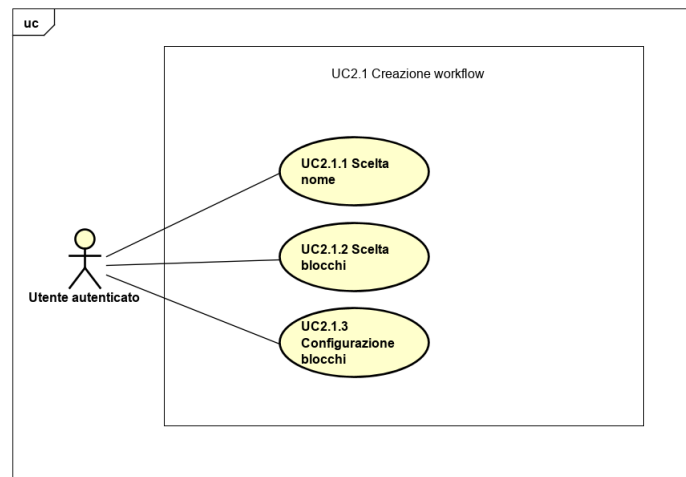 uc
UC2.1 Creazione workflow
UC2.1.1 Scelta
nome
UC2.1.2 Scelta
blocchi
Utente autenticato
UC2.1.3
Configurazione
blocchi